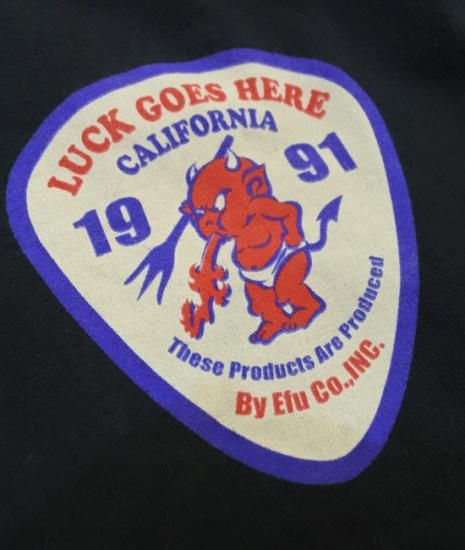 LUCK GOES HERE
CALIFORNIA
19 91
These Products Are Produced
By Efu Co.,INC.